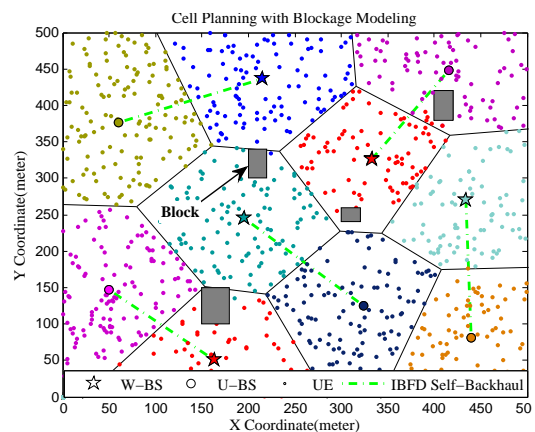 Cell Planning with Blockage Modeling
500
450
400
350
300
250
200
150
100
50
0
Y Coordinate(meter)
Block
W−BS U−BS UE IBFD Self−Backhaul
0 50 100 150 200 250 300 350 400 450 500
X Coordinate(meter)